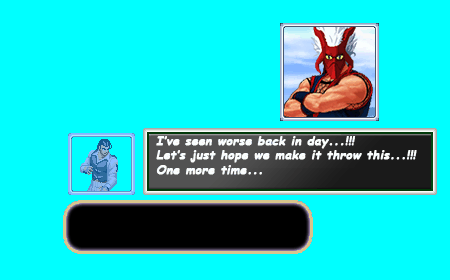 I've seen worse back in day...!!!
Let's just hope we make it throw this...!!!
One more time...